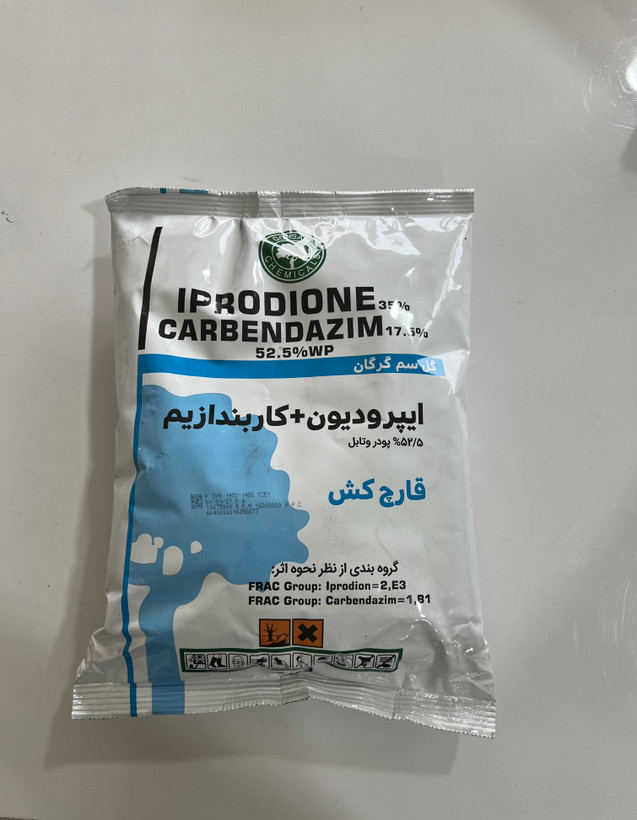 CHEMICALS
IPRODIONE 35%
CARBENDAZIM 17.5%
52.5%WP
گل سم گرگان
ایپرودیون+کاربندازیم
%۵۲/۵ پودر وتابل
قارچ کش
گروه بندی از نظر نحوه اثر:
FRAC Group: Iprodion=2,E3
FRAC Group: Carbendazim=1,B1